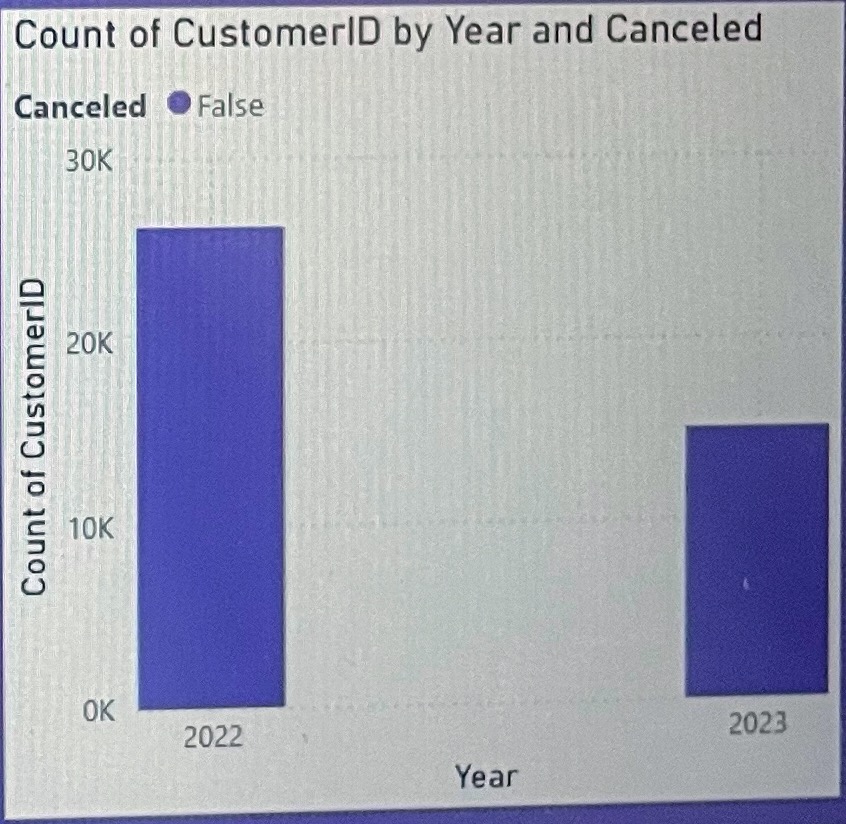 Count of CustomerID by Year and Canceled
Canceled False
30K
20K
10K
0K
Count of CustomerID
2022
2023
Year